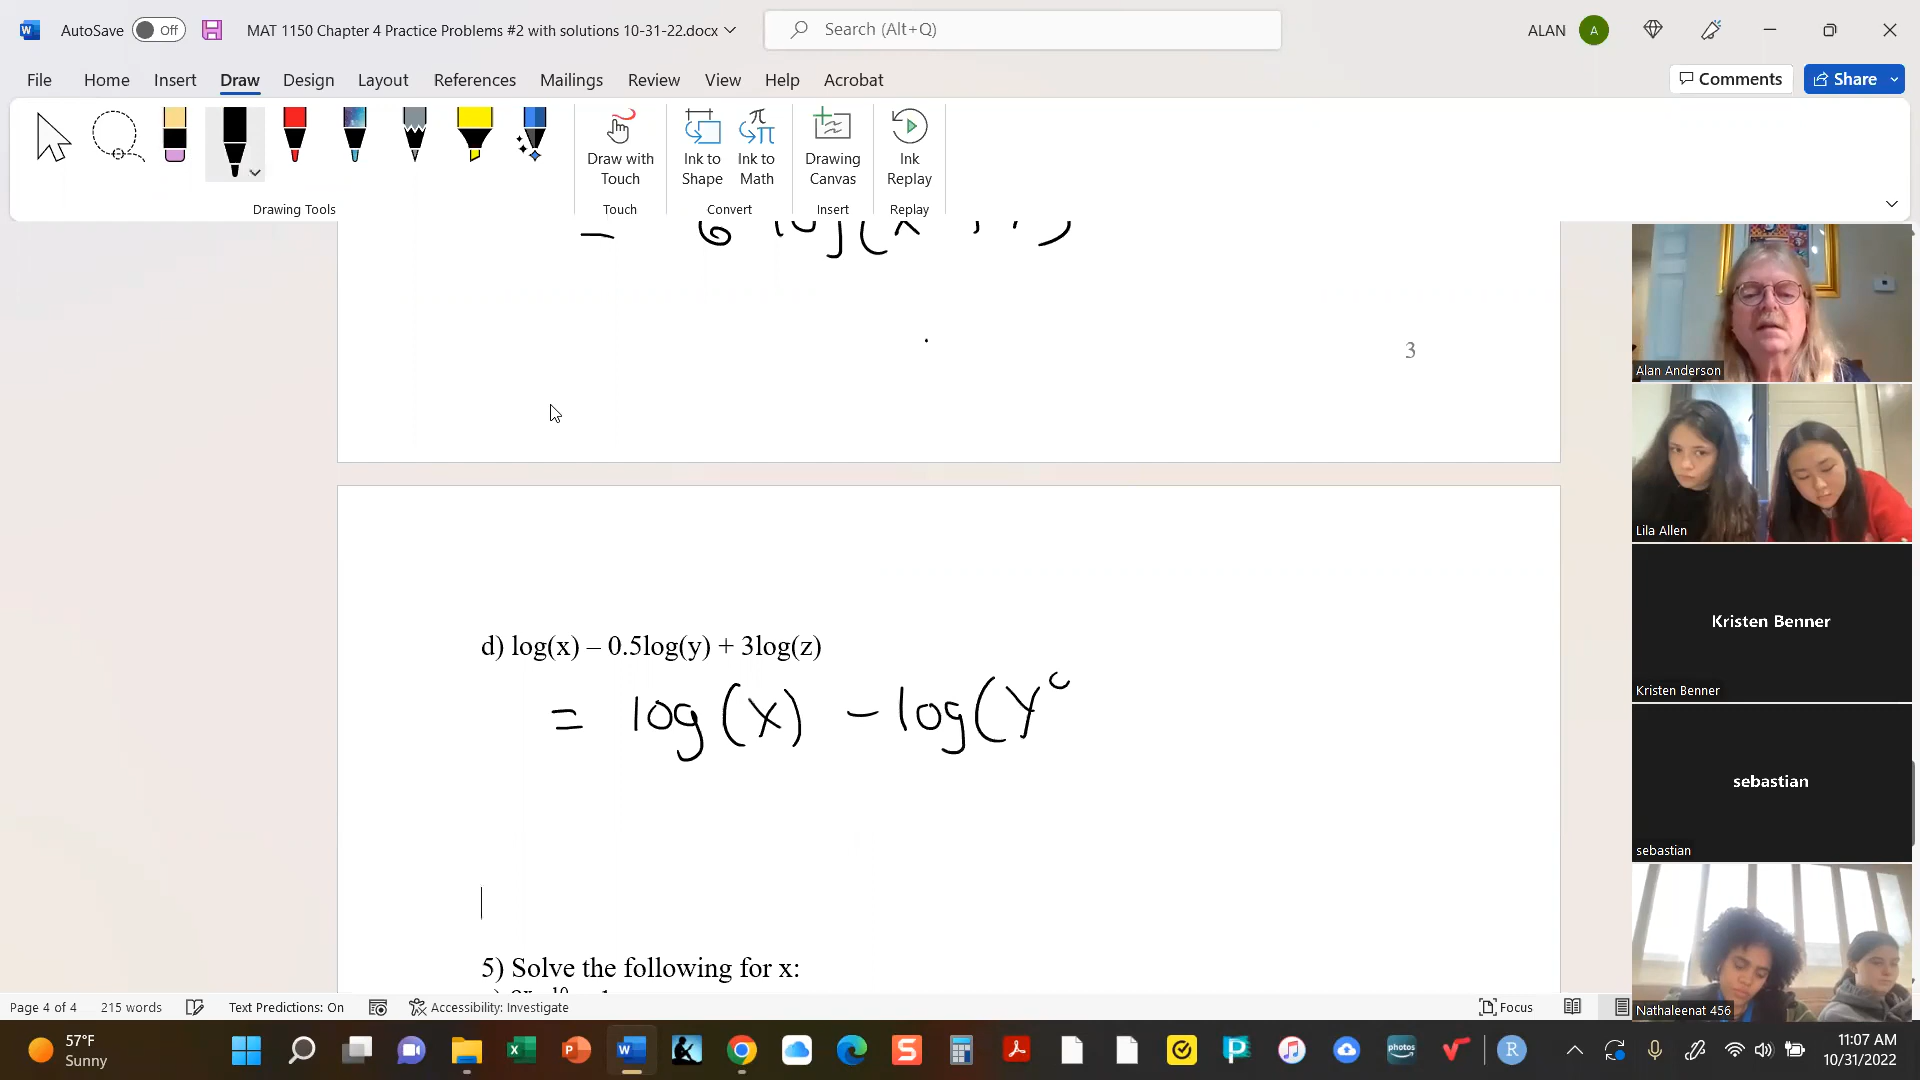 AutoSave Off MAT 1150 Chapter 4 Practice Problems #2 with solutions 10-31-22.docx Search (Alt+Q) ALAN A
File Home Insert Draw Design Layout References Mailings Review View Help Acrobat Comments Share
Draw with Touch
Ink to Shape
Ink to Math
Drawing Canvas
Ink Replay
Drawing Tools Touch Convert Insert Replay
3
d) log(x) – 0.5log(y) + 3log(z)
= log(x) – log(y
5) Solve the following for x:
Alan Anderson
Lila Allen
Kristen Benner
Kristen Benner
sebastian
sebastian
Nathaleenat 456
Page 4 of 4 215 words Text Predictions: On Accessibility: Investigate Focus
57°F
Sunny
photos
R
11:07 AM
10/31/2022